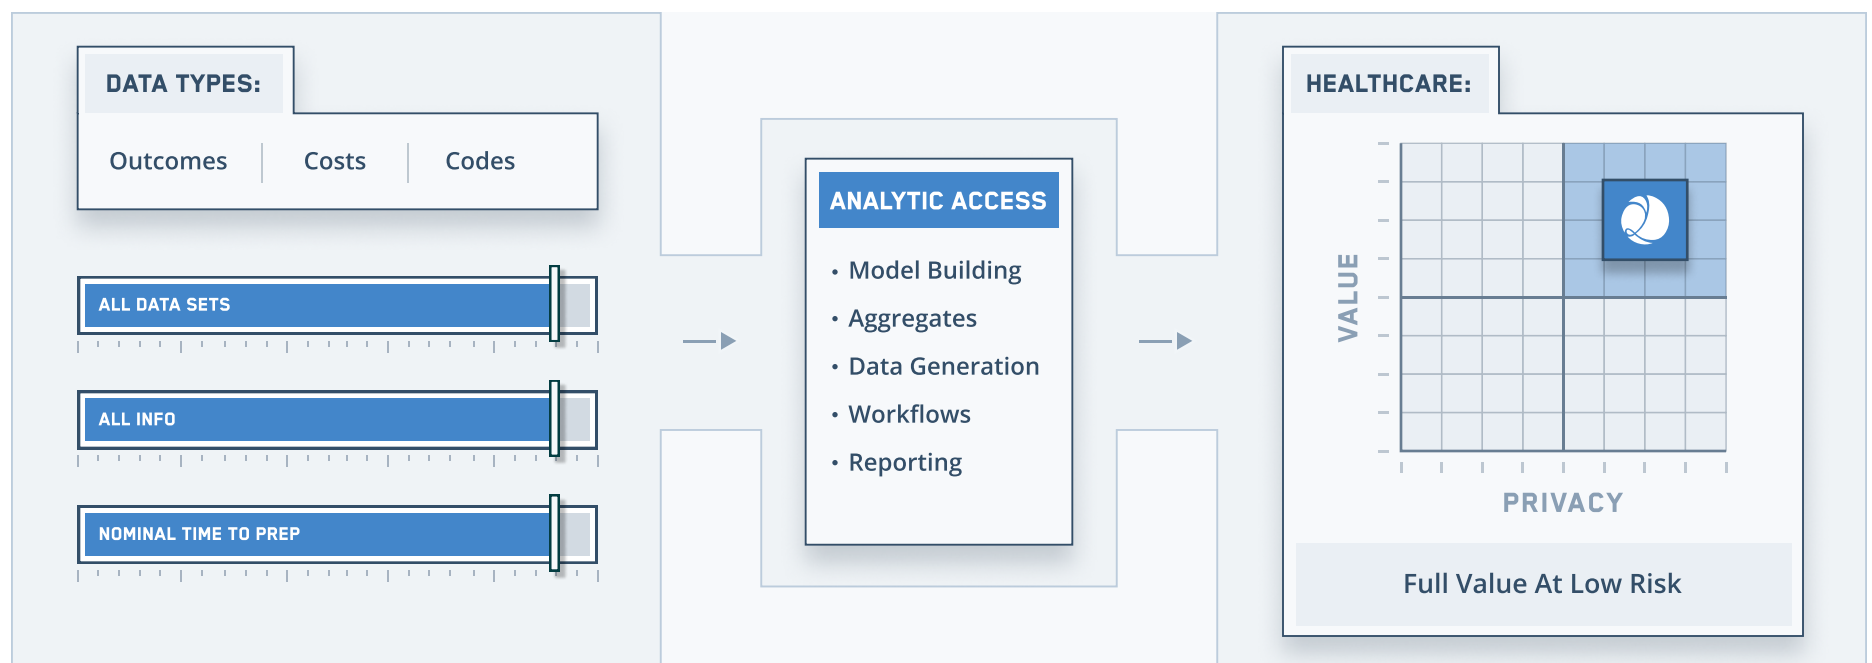 DATA TYPES:
Outcomes
Costs
Codes
ALL DATA SETS
ALL INFO
NOMINAL TIME TO PREP
ANALYTIC ACCESS
• Model Building
• Aggregates
• Data Generation
• Workflows
• Reporting
HEALTHCARE:
VALUE
PRIVACY
Full Value At Low Risk